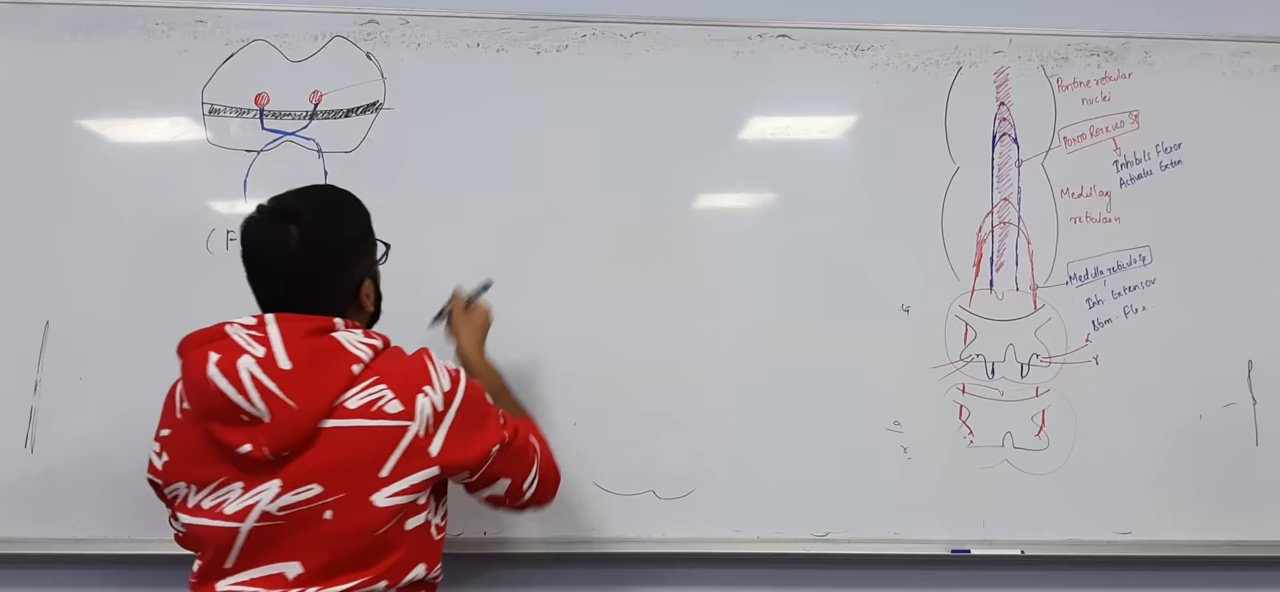 Pontine reticular
nuclei
PONTO RETICULO SP
Inhibits Flexor
Activates Exten
Medullary
reticular
Medulla reticulo Sp
Inh. Extensor
Stm. Flex.
(F
Savage